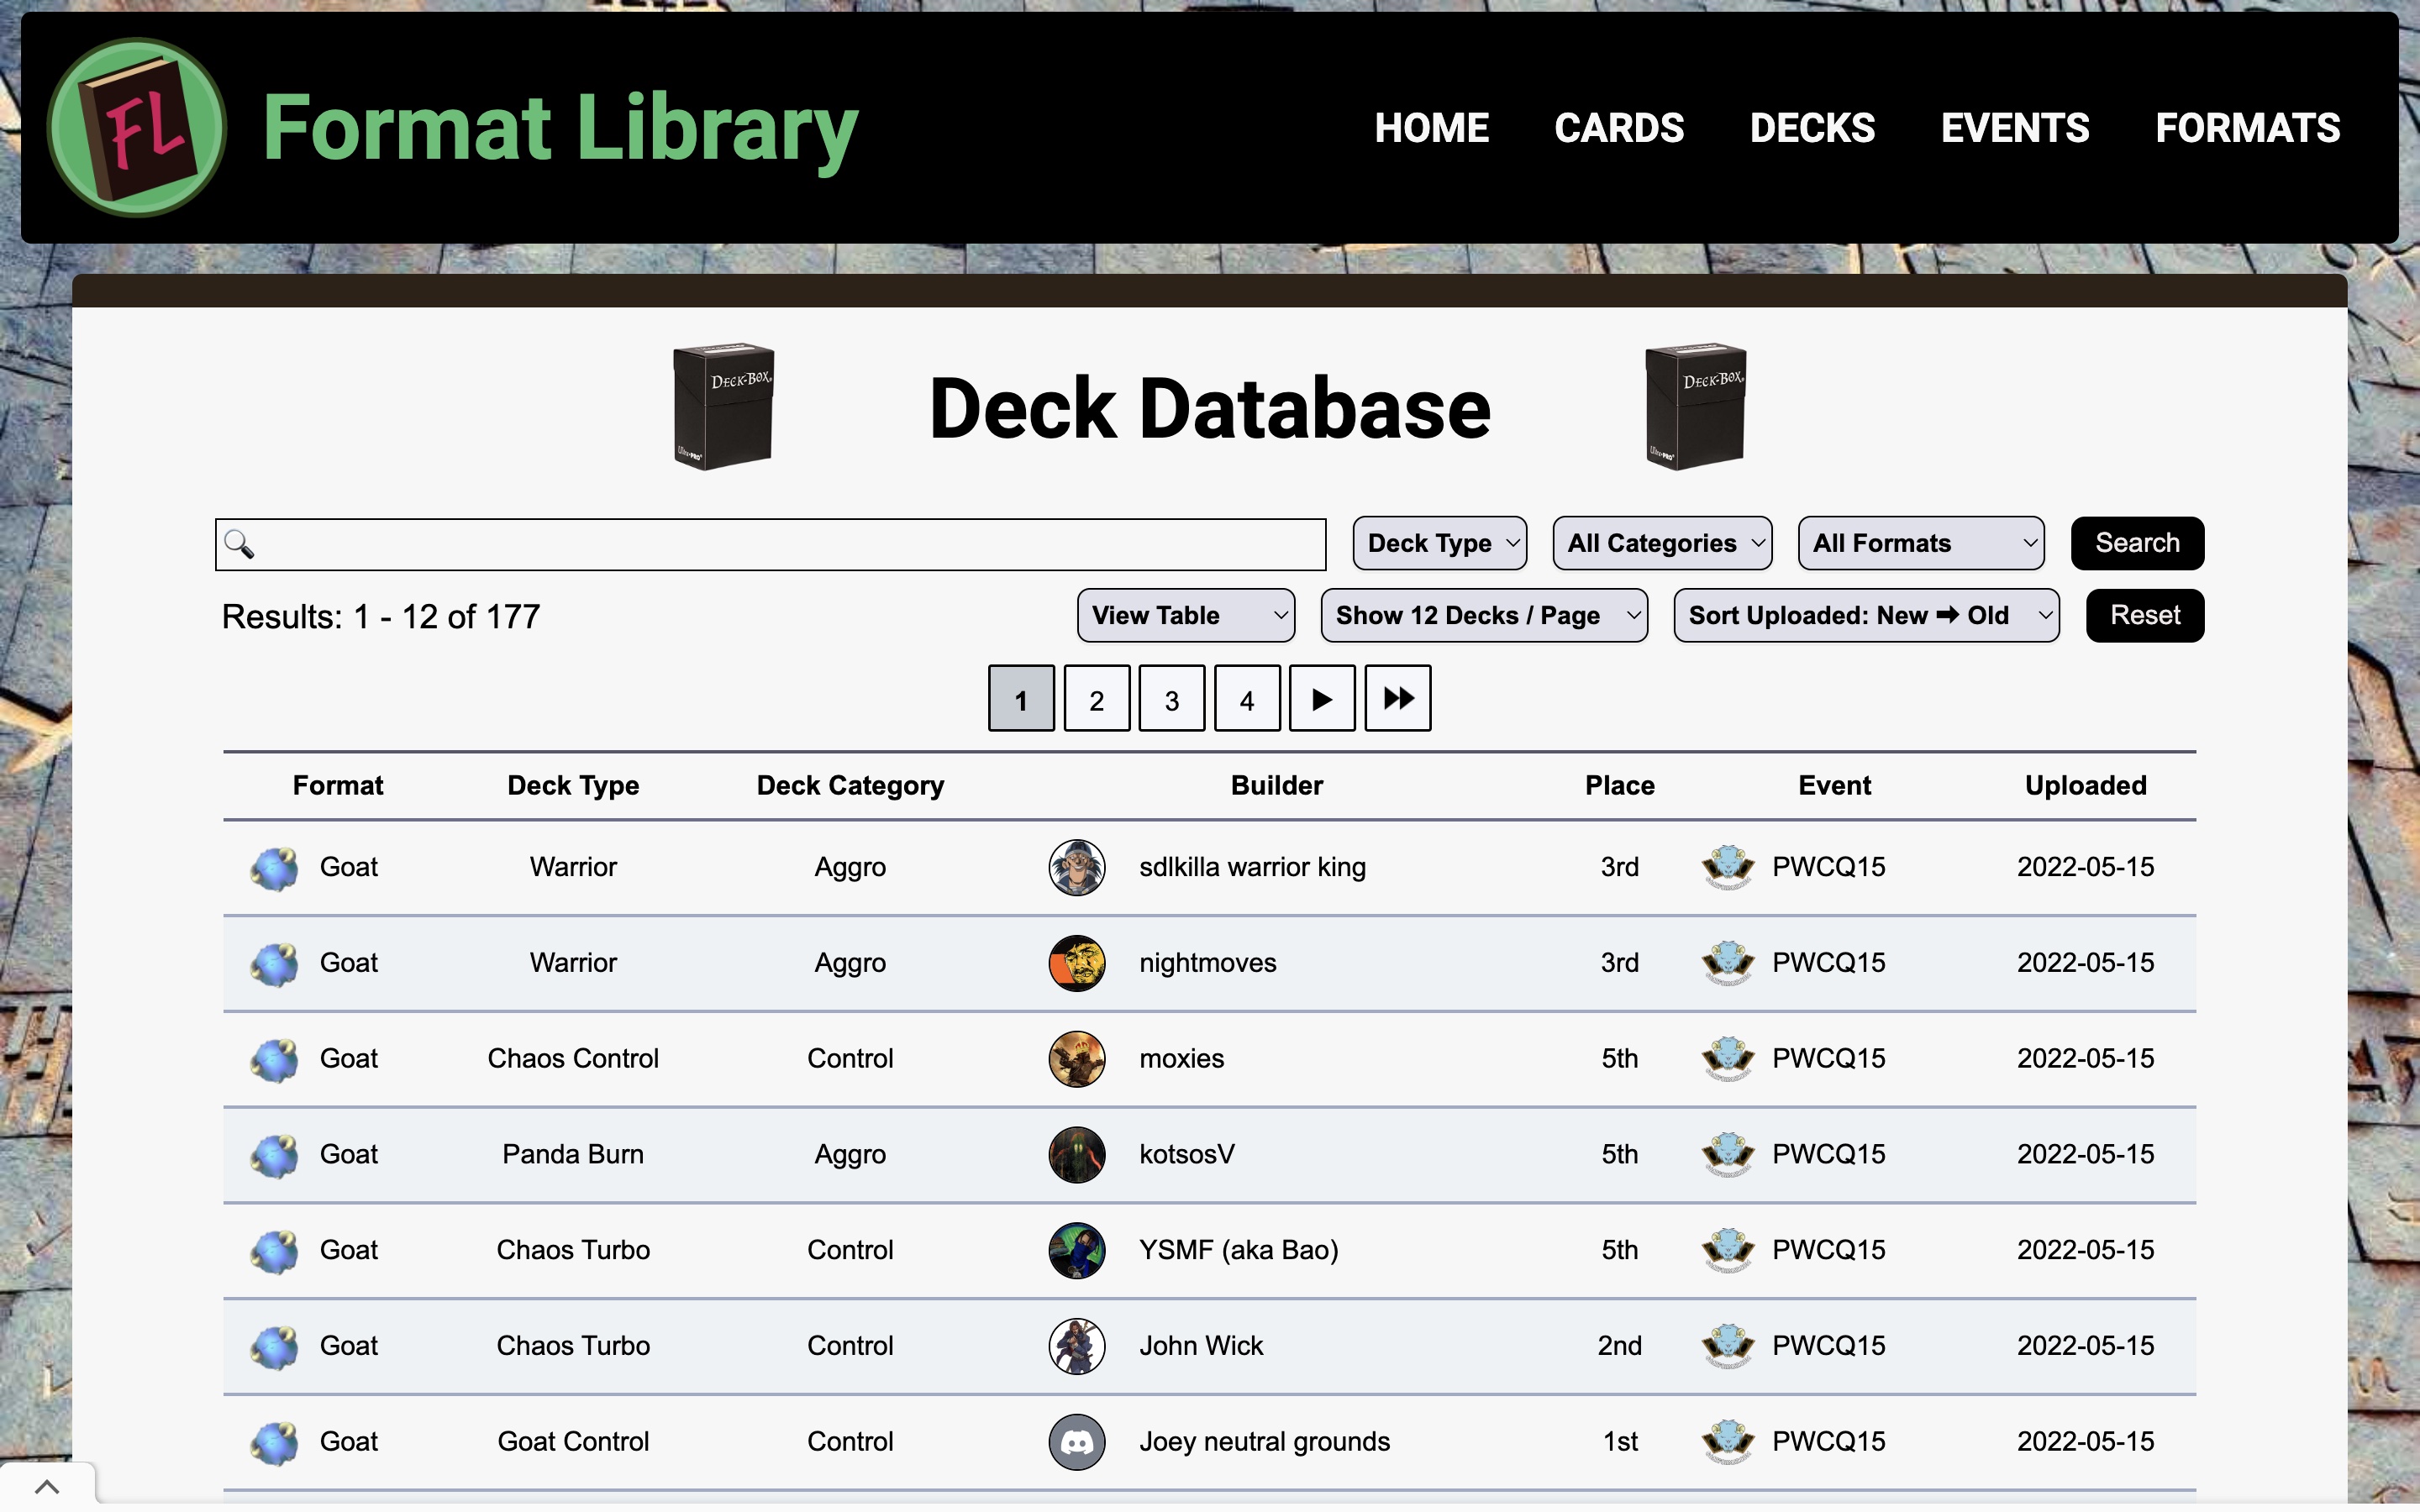 FL
Format Library
HOME CARDS DECKS EVENTS FORMATS
DECK-BOX
Deck Database
DECK-BOX
Ultra•PRO
Ultra•PRO
Deck Type
All Categories
All Formats
Search
Results: 1 - 12 of 177
View Table
Show 12 Decks / Page
Sort Uploaded: New ➡ Old
Reset
1 2 3 4
Format Deck Type Deck Category Builder Place Event Uploaded
Goat Warrior Aggro sdlkilla warrior king 3rd PWCQ15 2022-05-15
Goat Warrior Aggro nightmoves 3rd PWCQ15 2022-05-15
Goat Chaos Control Control moxies 5th PWCQ15 2022-05-15
Goat Panda Burn Aggro kotsosV 5th PWCQ15 2022-05-15
Goat Chaos Turbo Control YSMF (aka Bao) 5th PWCQ15 2022-05-15
Goat Chaos Turbo Control John Wick 2nd PWCQ15 2022-05-15
Goat Goat Control Control Joey neutral grounds 1st PWCQ15 2022-05-15